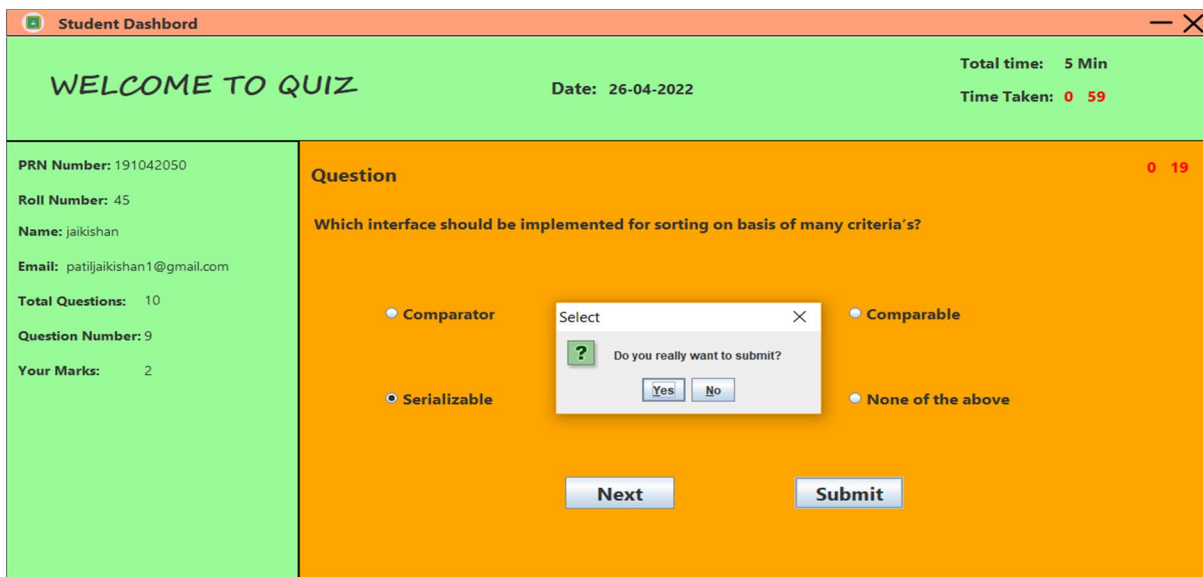 Student Dashbord
WELCOME TO QUIZ
Date: 26-04-2022
Total time: 5 Min
Time Taken: 0 59
PRN Number: 191042050
Roll Number: 45
Name: jaikishan
Email: patiljaikishan1@gmail.com
Total Questions: 10
Question Number: 9
Your Marks: 2
Question
0 19
Which interface should be implemented for sorting on basis of many criteria´s?
Comparator
Comparable
Serializable
None of the above
Select
?
Do you really want to submit?
Yes No
Next
Submit